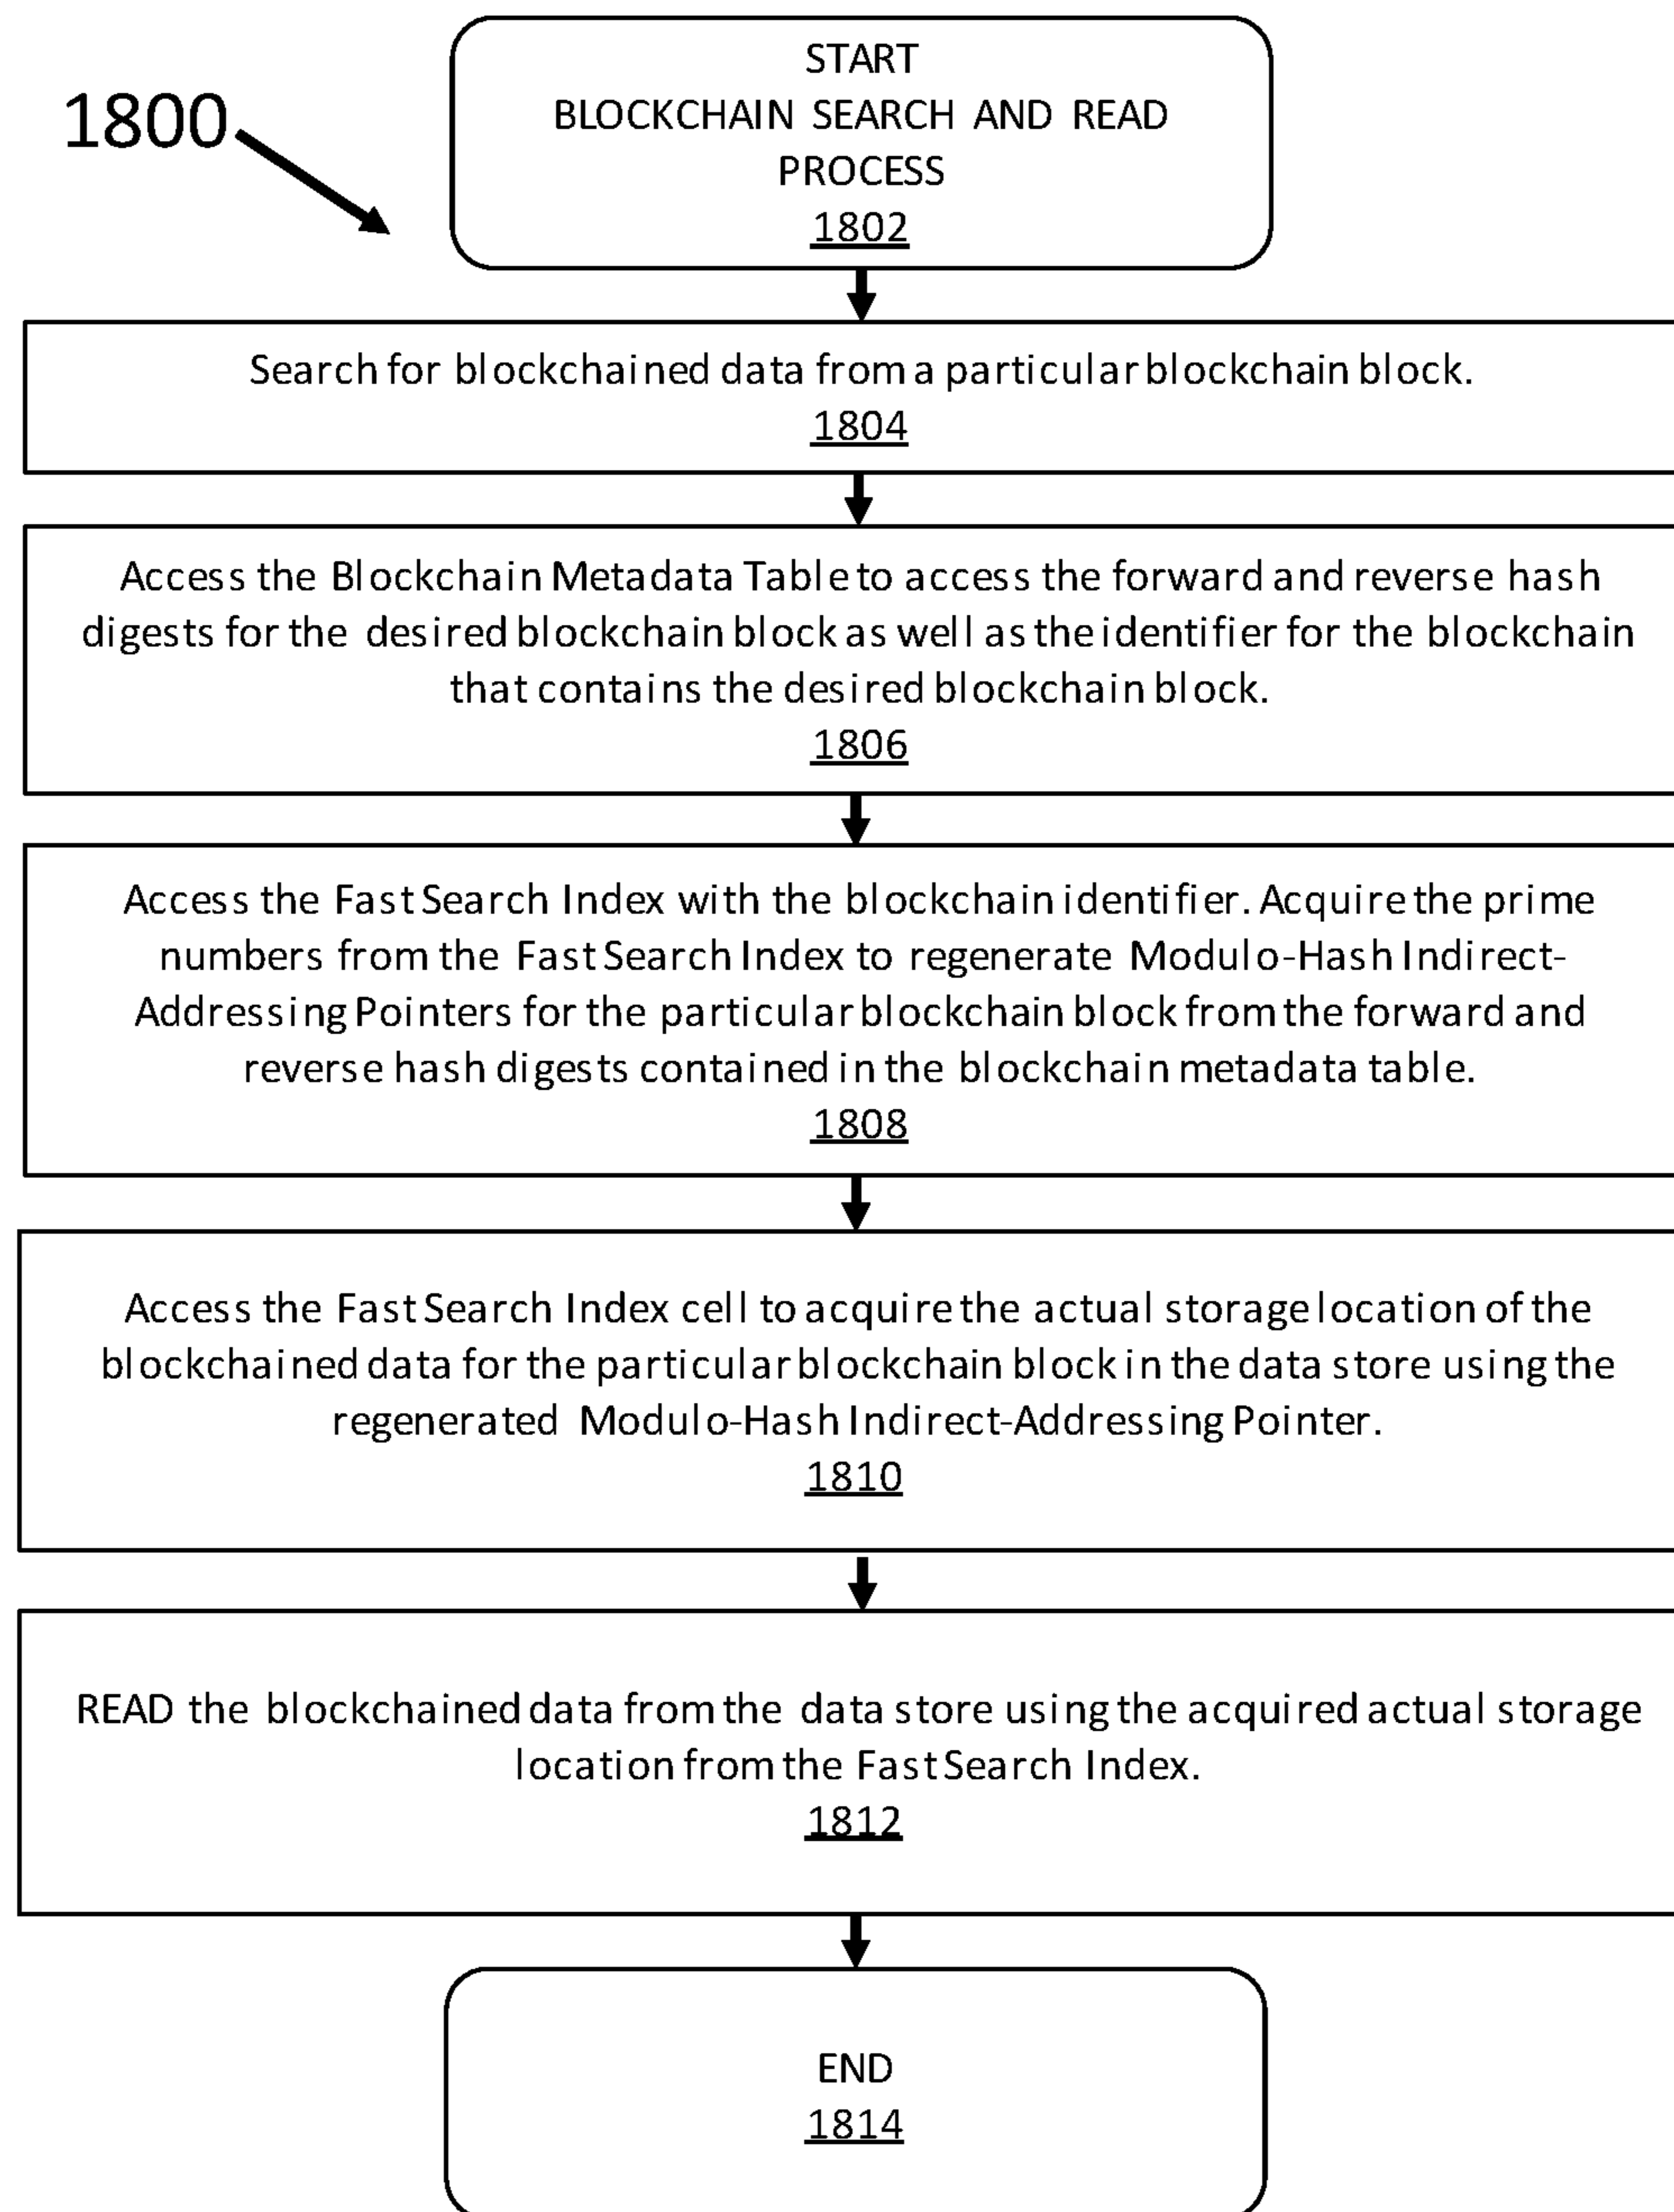 1800
START
BLOCKCHAIN SEARCH AND READ
PROCESS
1802
Search for blockchained data from a particular blockchain block.
1804
Access the Blockchain Metadata Table to access the forward and reverse hash
digests for the desired blockchain block as well as the identifier for the blockchain
that contains the desired blockchain block.
1806
Access the Fast Search Index with the blockchain identifier. Acquire the prime
numbers from the Fast Search Index to regenerate Modulo-Hash Indirect-
Addressing Pointers for the particular blockchain block from the forward and
reverse hash digests contained in the blockchain metadata table.
1808
Access the Fast Search Index cell to acquire the actual storage location of the
blockchained data for the particular blockchain block in the data store using the
regenerated Modulo-Hash Indirect-Addressing Pointer.
1810
READ the blockchained data from the data store using the acquired actual storage
location from the Fast Search Index.
1812
END
1814